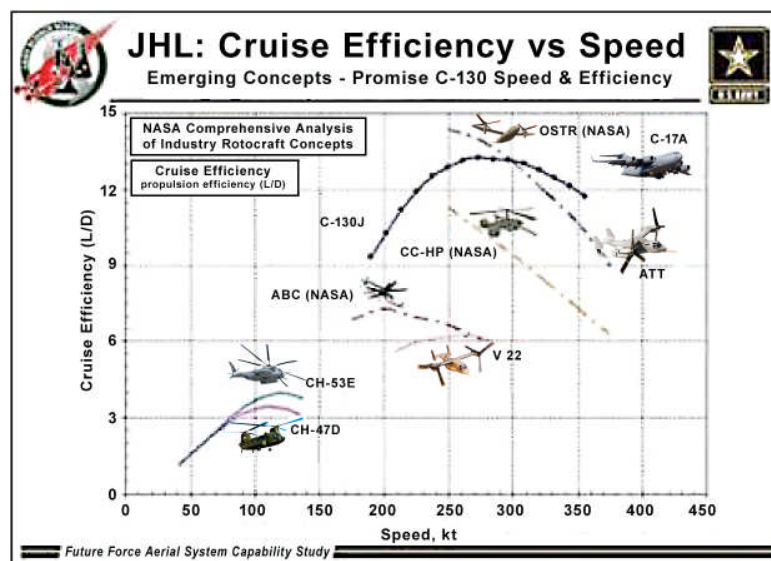 JHL: Cruise Efficiency vs Speed
Emerging Concepts - Promise C-130 Speed & Efficiency
NASA Comprehensive Analysis
of Industry Rotocraft Concepts
Cruise Efficiency
propulsion efficiency (L/D)
OSTR (NASA)
C-17A
C-130J
CC-HP (NASA)
ATT
ABC (NASA)
V 22
CH-53E
CH-47D
Cruise Efficiency (L/D)
15
12
9
6
3
0
0
50
100
150
200
250
300
350
400
450
Speed, kt
Future Force Aerial System Capability Study